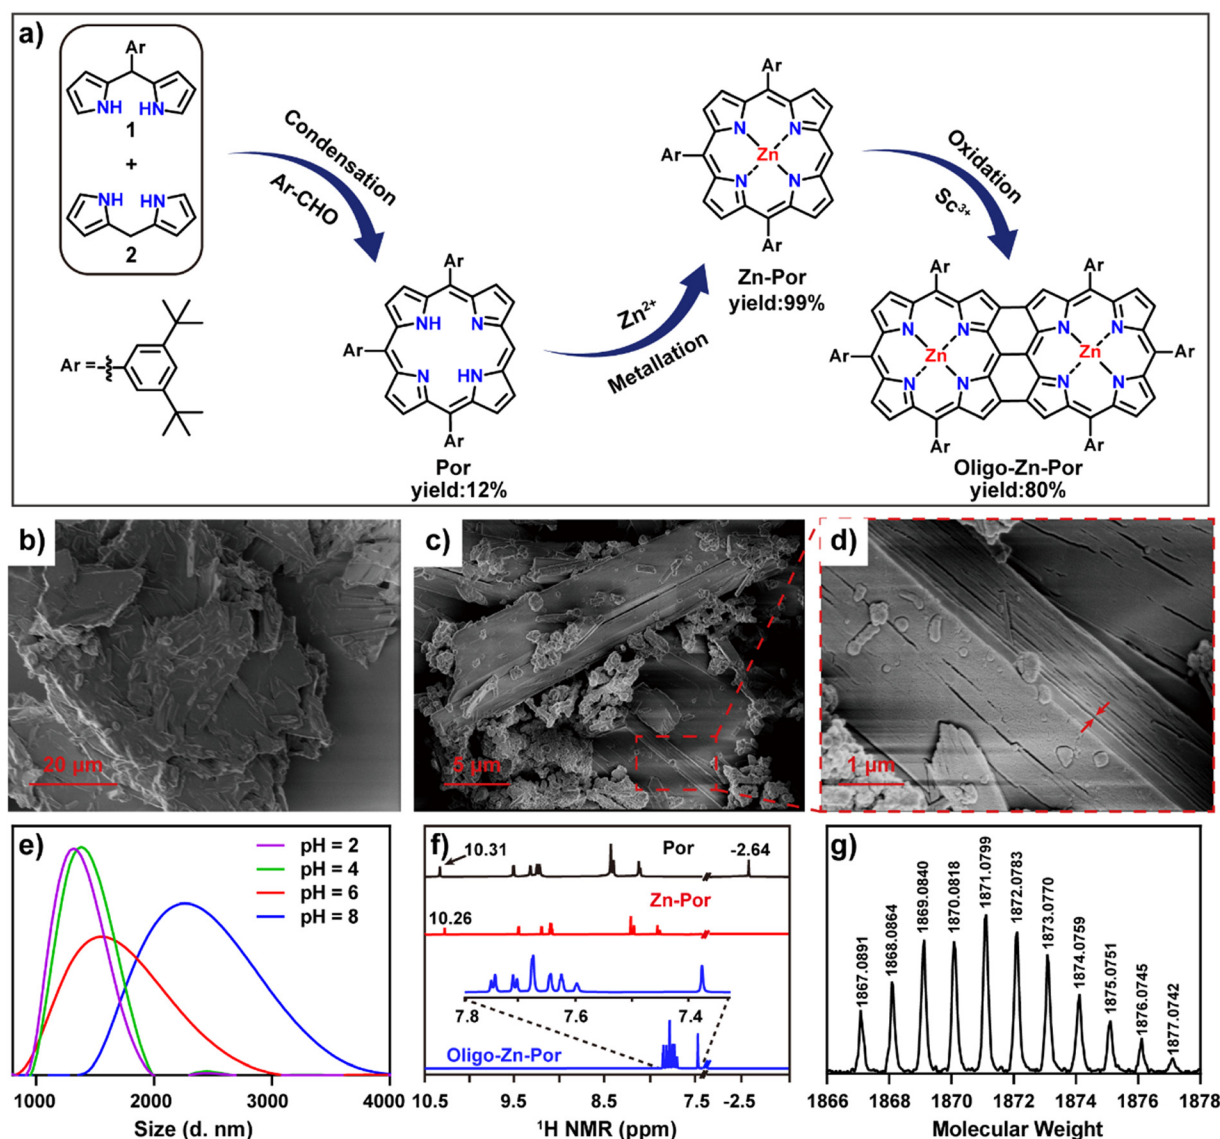 a)
Ar
NH
HN
1
+
NH
HN
2
Ar =
Condensation
Ar-CHO
Ar
NH
N
Ar
N
HN
Ar
Por
yield:12%
Zn²⁺
Metallation
Ar
N
N
Zn
Ar
N
N
Ar
Zn-Por
yield:99%
Oxidation
Sc³⁺
Ar
Ar
N
N
N
N
Ar
Zn
Zn
Ar
N
N
N
N
Ar
Ar
Oligo-Zn-Por
yield:80%
b)
20 μm
c)
5 μm
d)
1 μm
e)
pH = 2
pH = 4
pH = 6
pH = 8
1000
2000
3000
4000
Size (d. nm)
f)
Por
10.31
-2.64
Zn-Por
10.26
7.8
7.6
7.4
Oligo-Zn-Por
10.5
9.5
8.5
7.5
-2.5
¹H NMR (ppm)
g)
1867.0891
1868.0864
1869.0840
1870.0818
1871.0799
1872.0783
1873.0770
1874.0759
1875.0751
1876.0745
1877.0742
1866
1868
1870
1872
1874
1876
1878
Molecular Weight